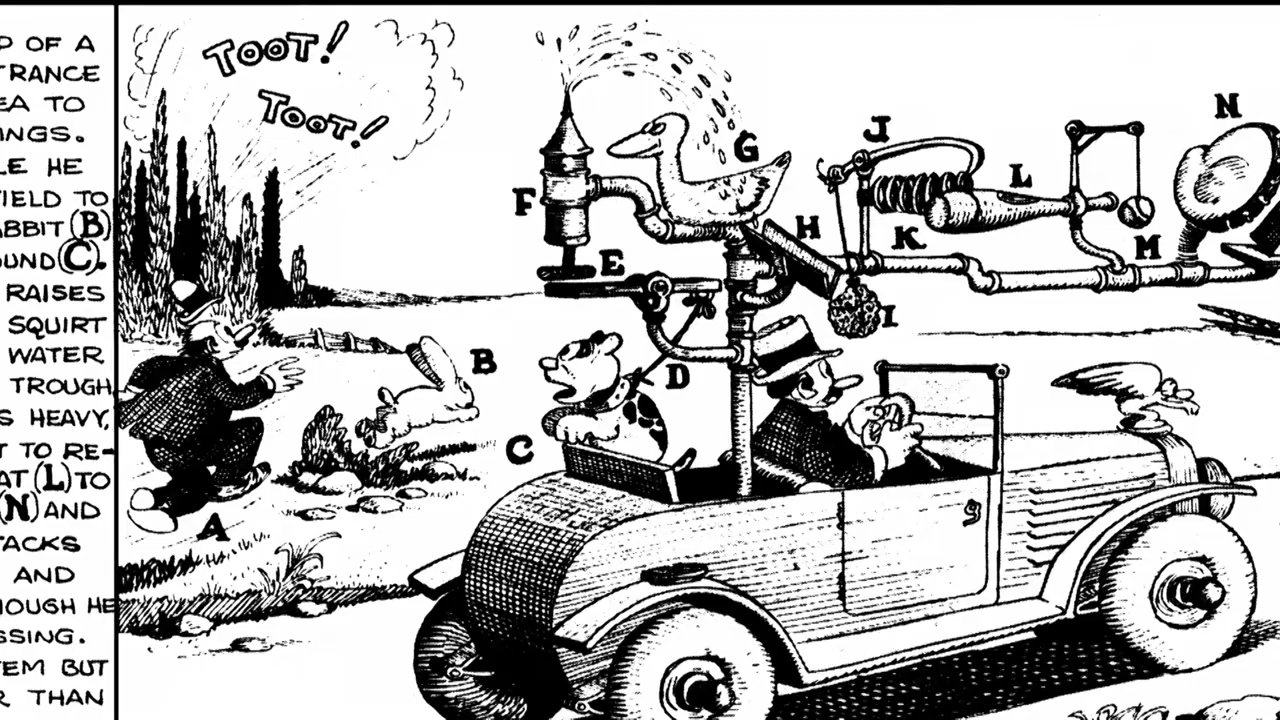 OF A
TRANCE
EA TO
INGS.
LE HE
FIELD TO
ABBIT (B)
OUND (C).
RAISES
SQUIRT
WATER
TROUGH
S HEAVY,
T TO RE-
AT (L) TO
(N) AND
TACKS
AND
HOUGH HE
SSING.
TEM BUT
R THAN
TOOT!
TOOT!
A
B
C
D
E
F
G
H
I
J
K
L
M
N